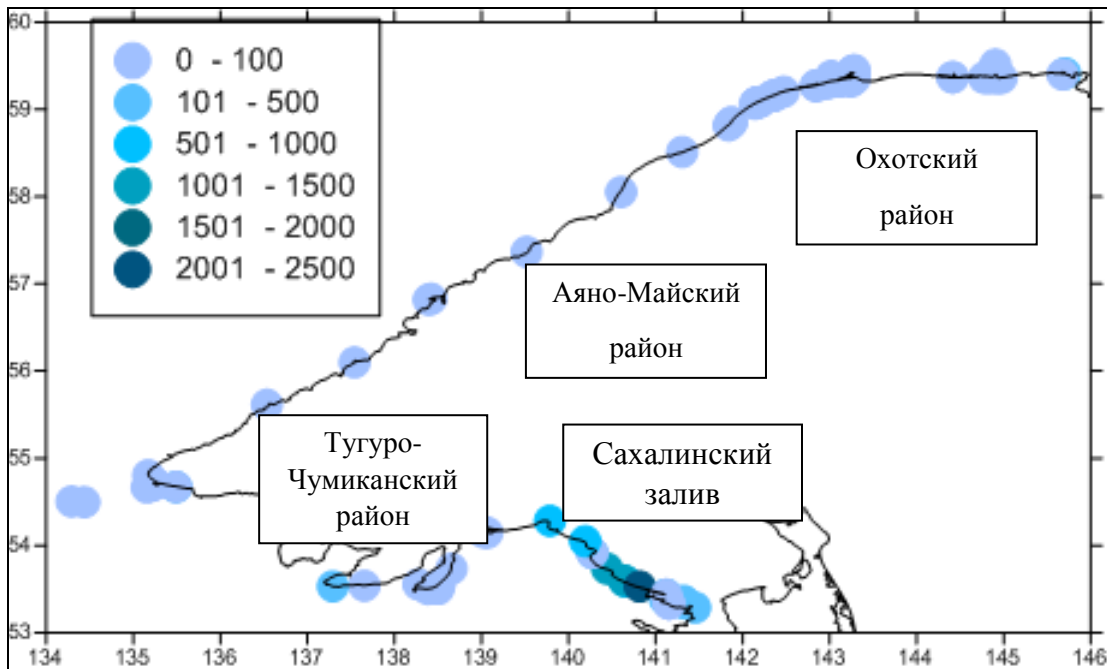 60
59
58
57
56
55
54
53
0 - 100
101 - 500
501 - 1000
1001 - 1500
1501 - 2000
2001 - 2500
Охотский
район
Аяно-Майский
район
Тугуро-
Чумиканский
район
Сахалинский
залив
134 135 136 137 138 139 140 141 142 143 144 145 146